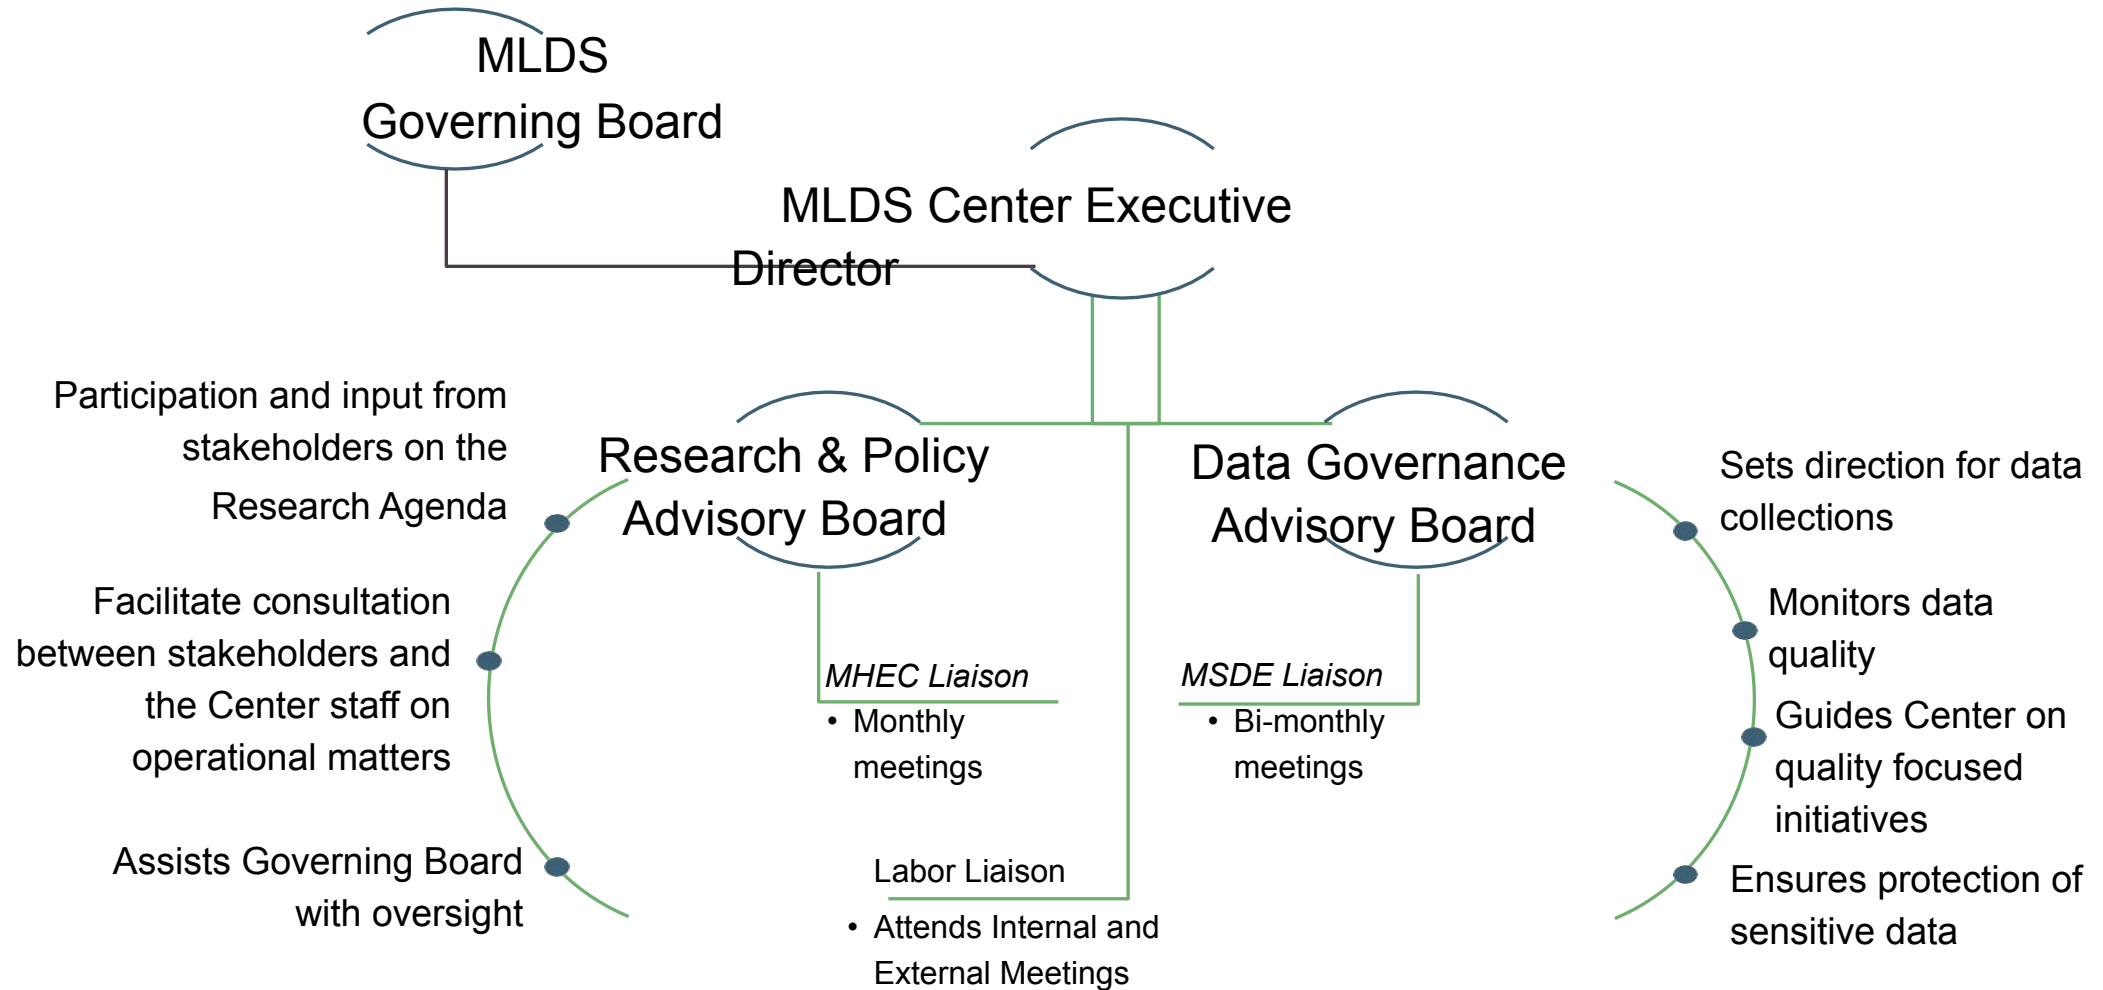 MLDS
Governing Board
MLDS Center Executive
Director
Participation and input from
stakeholders on the
Research Agenda
Facilitate consultation
between stakeholders and
the Center staff on
operational matters
Assists Governing Board
with oversight
Research & Policy
Advisory Board
MHEC Liaison
• Monthly
meetings
Labor Liaison
• Attends Internal and
External Meetings
Data Governance
Advisory Board
MSDE Liaison
• Bi-monthly
meetings
Sets direction for data
collections
Monitors data
quality
Guides Center on
quality focused
initiatives
Ensures protection of
sensitive data